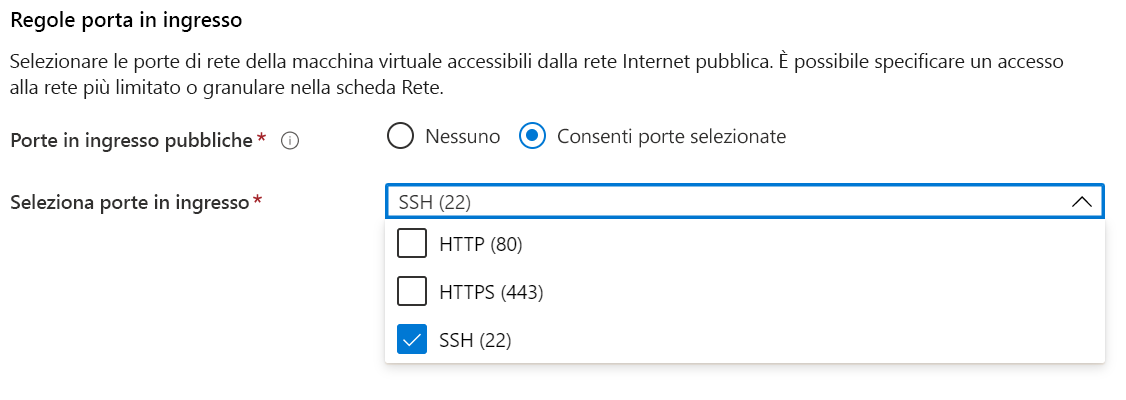 Regole porta in ingresso
Selezionare le porte di rete della macchina virtuale accessibili dalla rete Internet pubblica. È possibile specificare un accesso
alla rete più limitato o granulare nella scheda Rete.
Porte in ingresso pubbliche * Nessuno Consenti porte selezionate
Seleziona porte in ingresso * SSH (22)
HTTP (80)
HTTPS (443)
SSH (22)